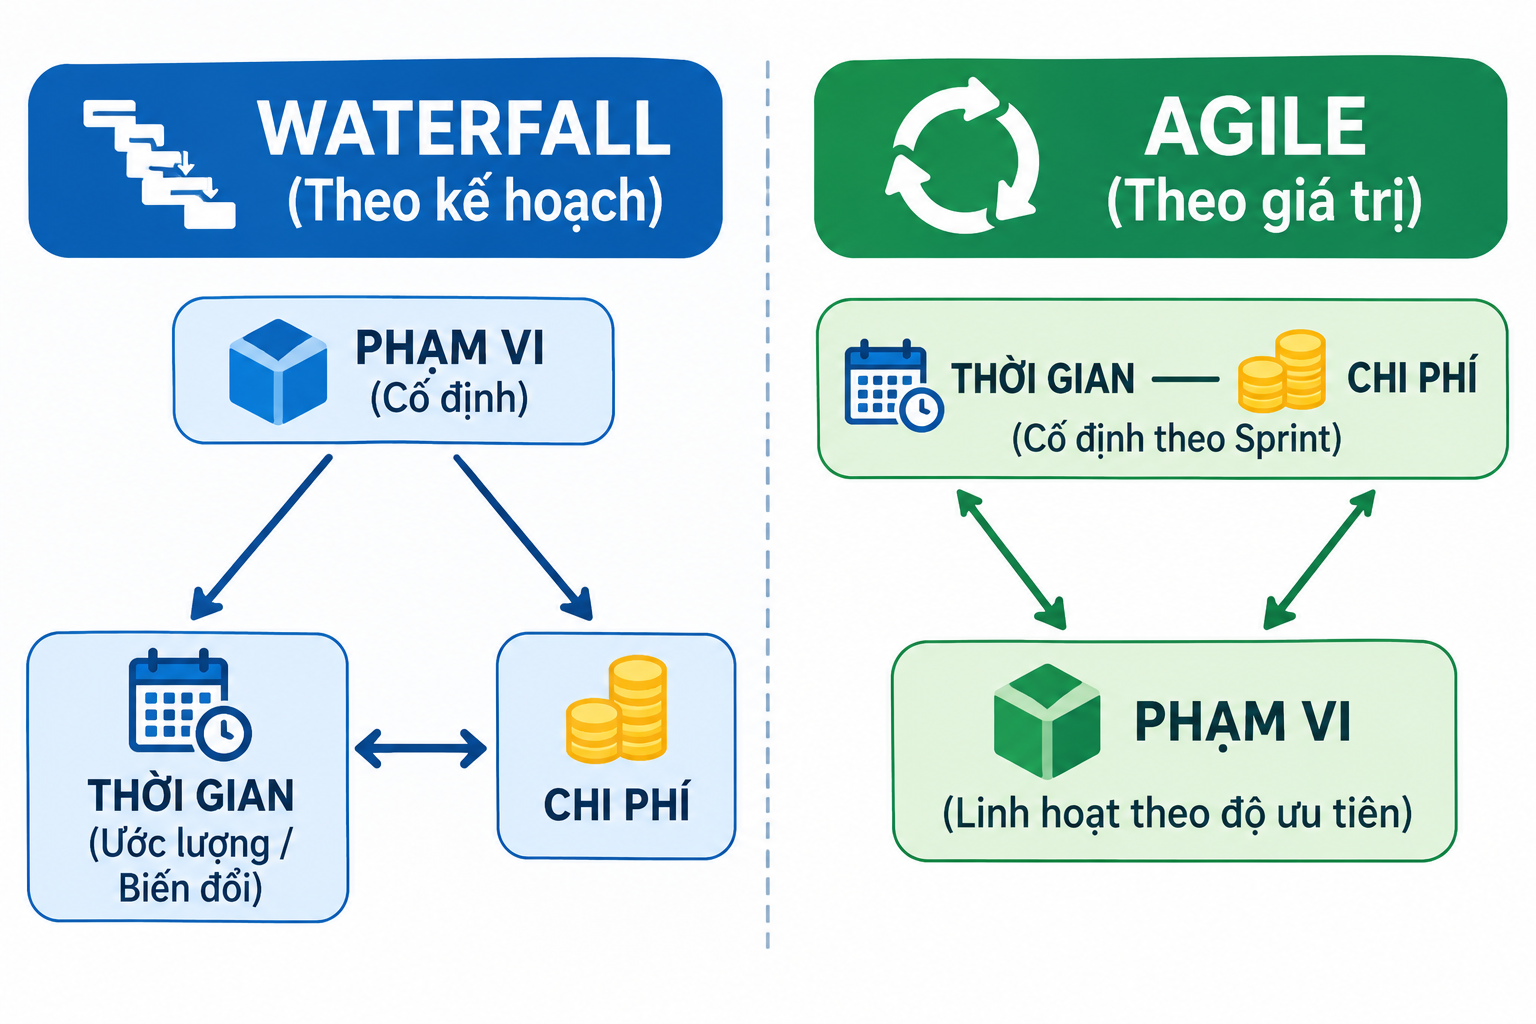 WATERFALL
(Theo kế hoạch)
PHẠM VI
(Cố định)
THỜI GIAN
(Ước lượng /
Biến đổi)
CHI PHÍ
AGILE
(Theo giá trị)
THỜI GIAN — CHI PHÍ
(Cố định theo Sprint)
PHẠM VI
(Linh hoạt theo độ ưu tiên)